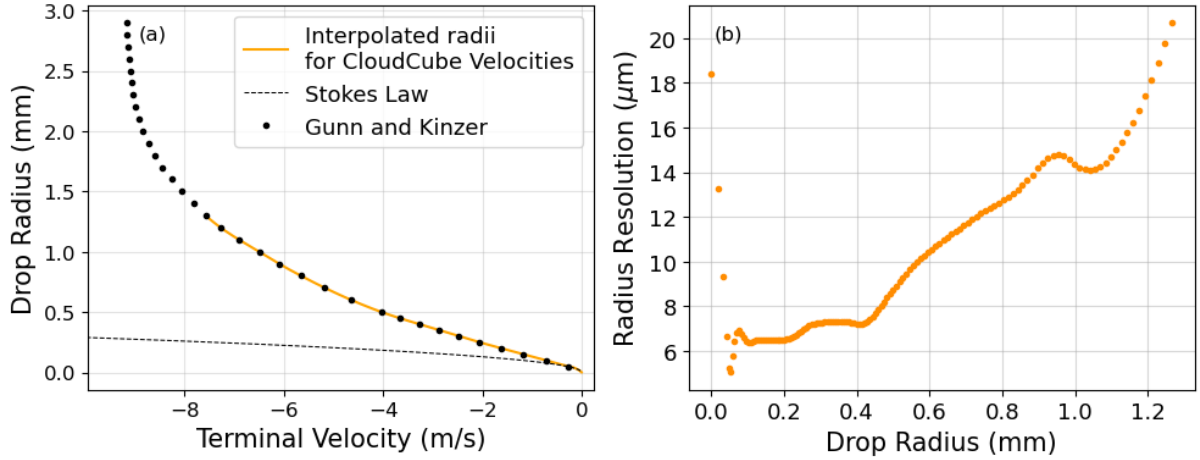 (a)
Interpolated radii
for CloudCube Velocities
Stokes Law
Gunn and Kinzer
Drop Radius (mm)
3.0
2.5
2.0
1.5
1.0
0.5
0.0
−8
−6
−4
−2
0
Terminal Velocity (m/s)
(b)
Radius Resolution (μm)
20
18
16
14
12
10
8
6
0.0
0.2
0.4
0.6
0.8
1.0
1.2
Drop Radius (mm)